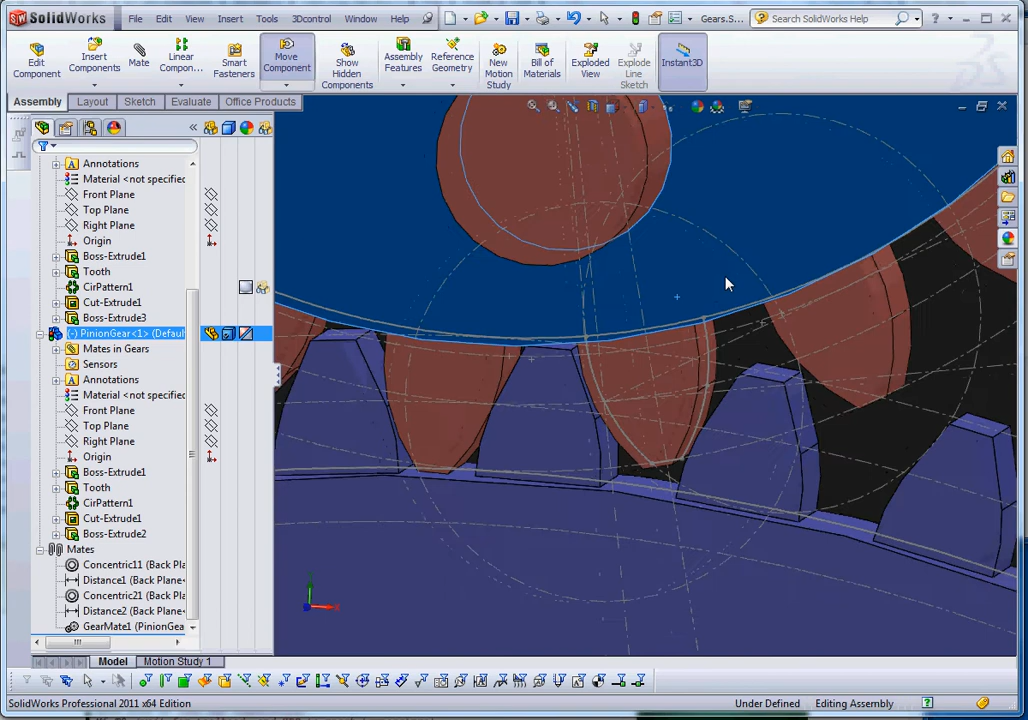 SolidWorks File Edit View Insert Tools 3Dcontrol Window Help Gears.S... Search SolidWorks Help
Edit Component
Insert Components
Mate
Linear Compon...
Smart Fasteners
Move Component
Show Hidden Components
Assembly Features
Reference Geometry
New Motion Study
Bill of Materials
Exploded View
Explode Line Sketch
Instant3D
Assembly Layout Sketch Evaluate Office Products
Annotations
Material <not specified
Front Plane
Top Plane
Right Plane
Origin
Boss-Extrude1
Tooth
CirPattern1
Cut-Extrude1
Boss-Extrude3
(-) PinionGear<1> (Defaul
Mates in Gears
Sensors
Annotations
Material <not specified
Front Plane
Top Plane
Right Plane
Origin
Boss-Extrude1
Tooth
CirPattern1
Cut-Extrude1
Boss-Extrude2
Mates
Concentric11 (Back Plane
Distance1 (Back Plane
Concentric21 (Back Plane
Distance2 (Back Plane
GearMate1 (PinionGea
Model Motion Study 1
SolidWorks Professional 2011 x64 Edition Under Defined Editing Assembly